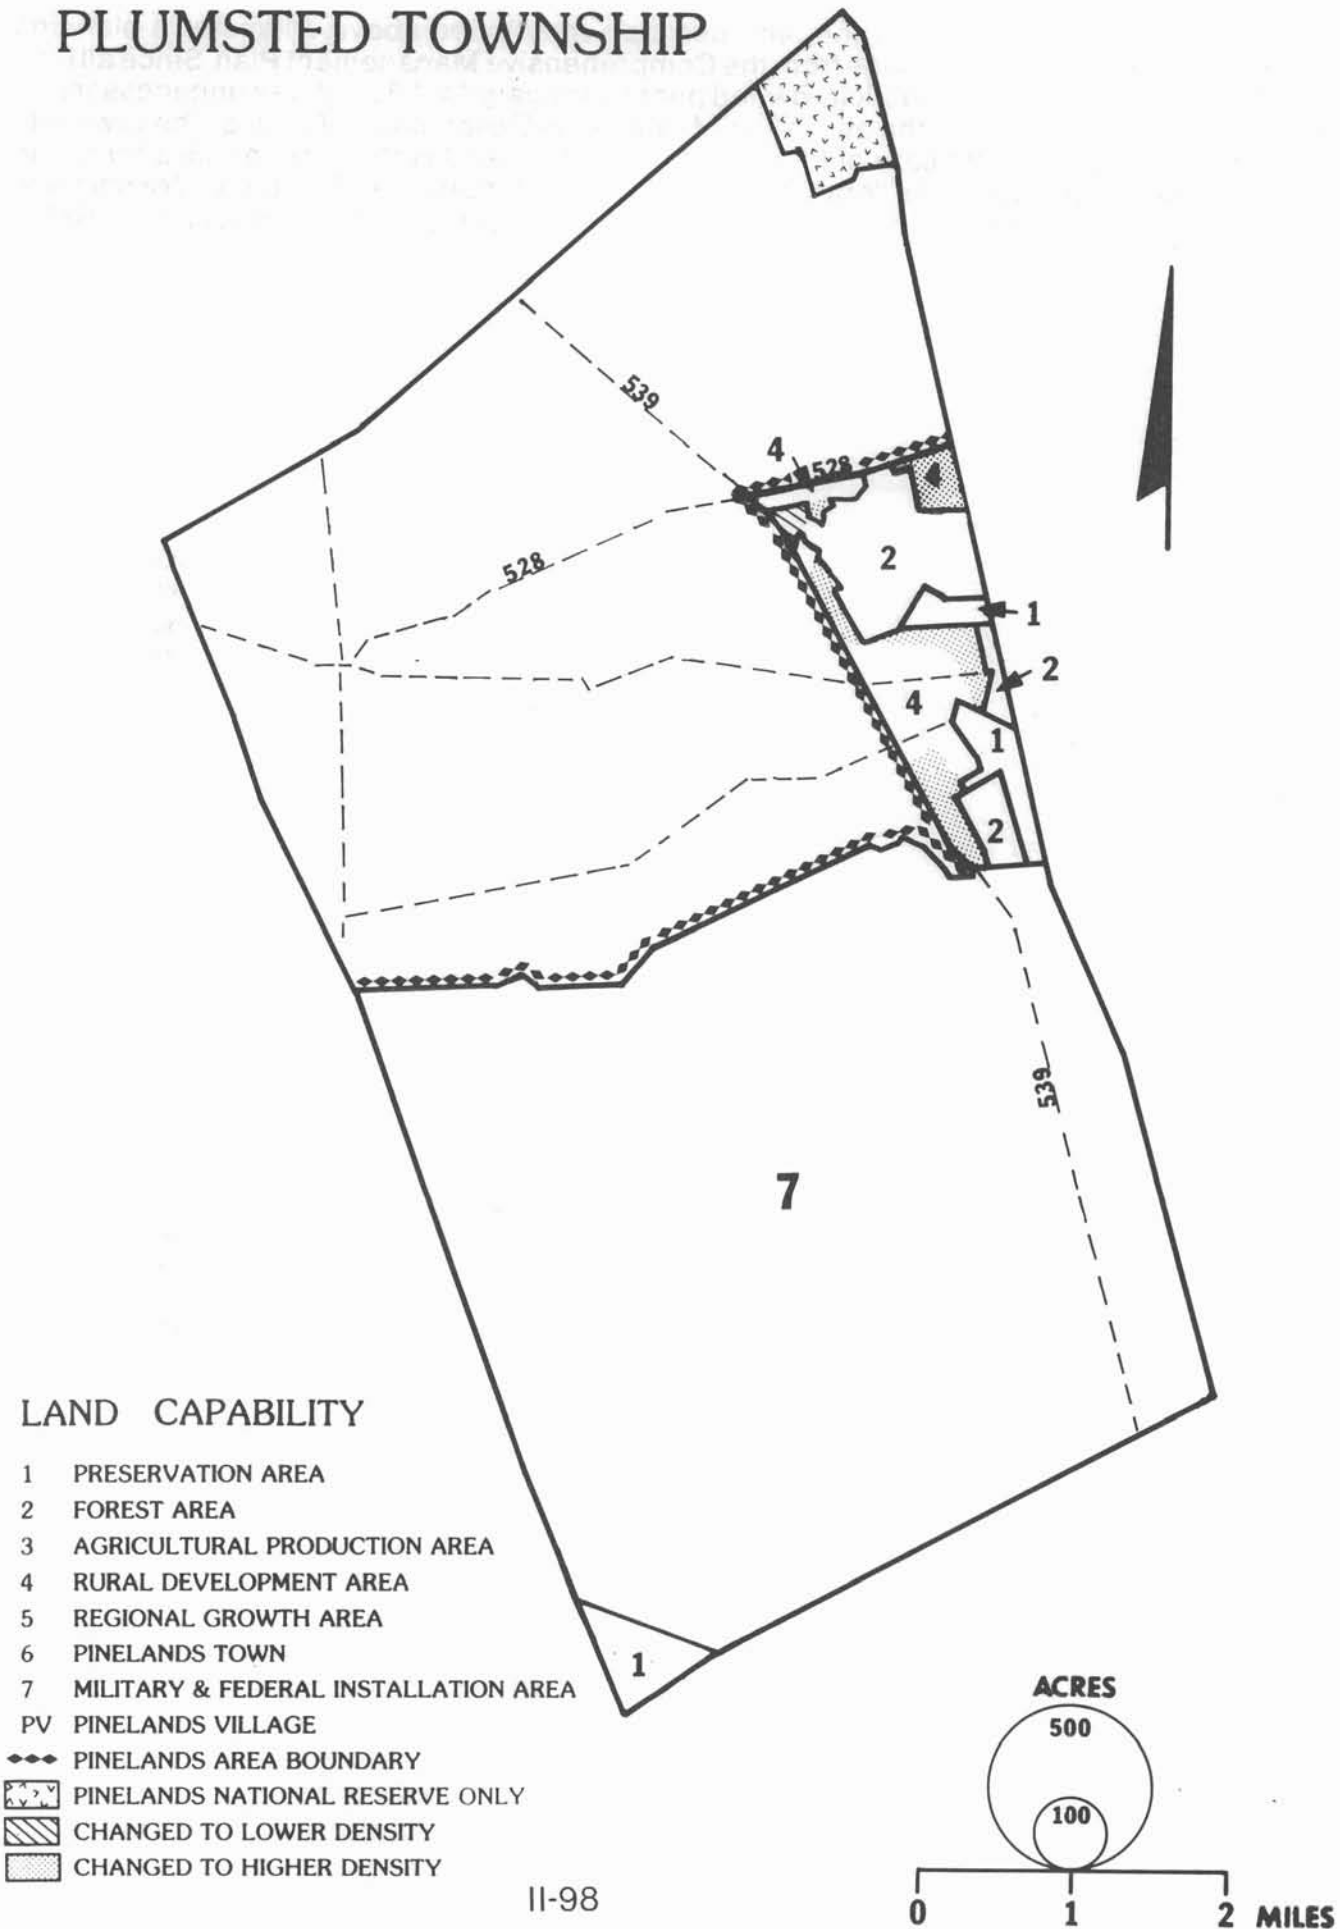 PLUMSTED TOWNSHIP
539
4
528
4
2
528
1
2
4
1
2
539
7
LAND CAPABILITY
1 PRESERVATION AREA
2 FOREST AREA
3 AGRICULTURAL PRODUCTION AREA
4 RURAL DEVELOPMENT AREA
5 REGIONAL GROWTH AREA
6 PINELANDS TOWN
7 MILITARY & FEDERAL INSTALLATION AREA
PV PINELANDS VILLAGE
PINELANDS AREA BOUNDARY
PINELANDS NATIONAL RESERVE ONLY
CHANGED TO LOWER DENSITY
CHANGED TO HIGHER DENSITY
1
ACRES
500
100
0 1 2 MILES
II-98